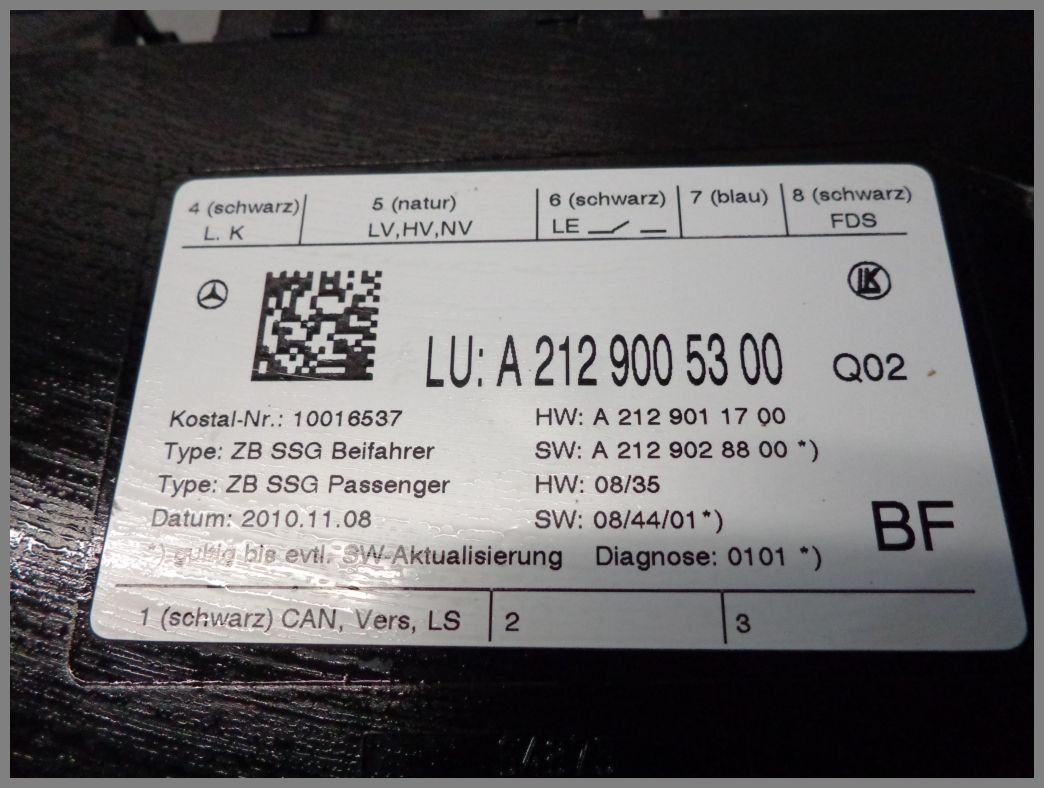 4 (schwarz) 5 (natur) 6 (schwarz) 7 (blau) 8 (schwarz)
L. K LV,HV,NV LE FDS
LK
LU: A 212 900 53 00 Q02
Kostal-Nr.: 10016537 HW: A 212 901 17 00
Type: ZB SSG Beifahrer SW: A 212 902 88 00 *)
Type: ZB SSG Passenger HW: 08/35
Datum: 2010.11.08 SW: 08/44/01*)
BF
*) gultig bis evtl. SW-Aktualisierung Diagnose: 0101 *)
1 (schwarz) CAN, Vers, LS 2 3